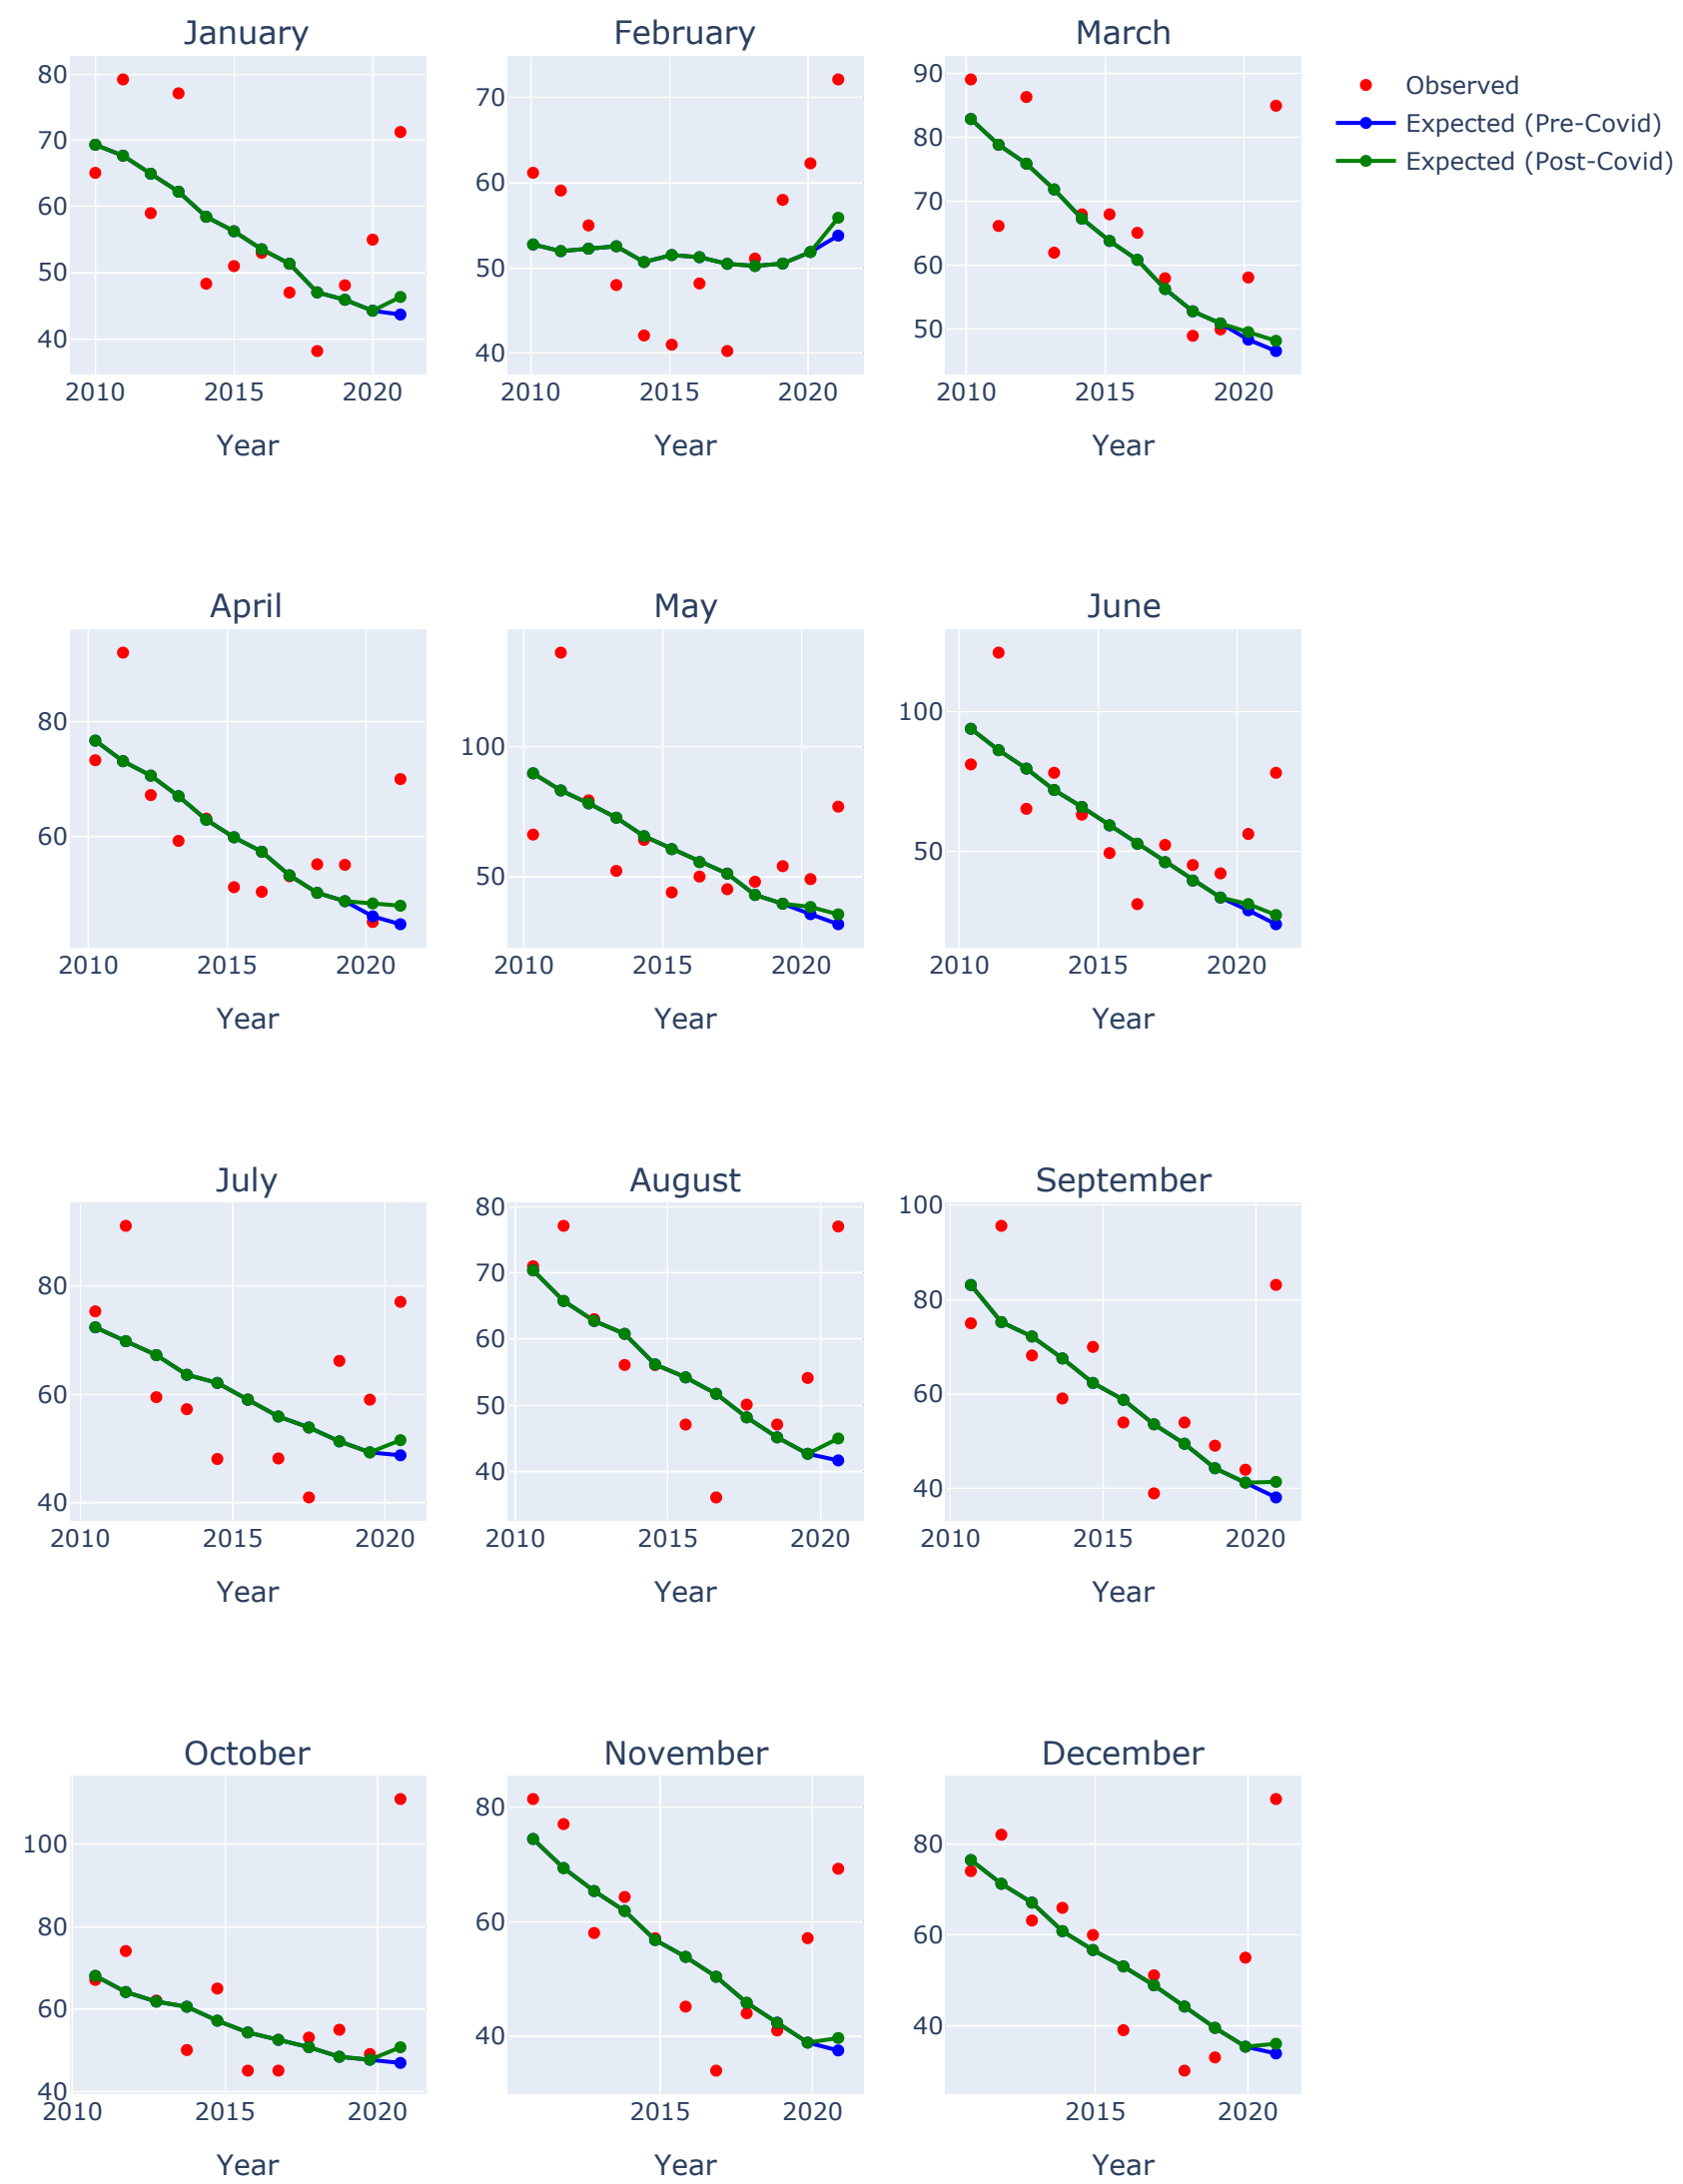 January
February
March
80
70
60
50
40
2010
2015
2020
Year
70
60
50
40
2010
2015
2020
Year
90
80
70
60
50
2010
2015
2020
Year
Observed
Expected (Pre-Covid)
Expected (Post-Covid)
April
May
June
80
60
2010
2015
2020
Year
100
50
2010
2015
2020
Year
100
50
2010
2015
2020
Year
July
August
September
80
60
40
2010
2015
2020
Year
80
70
60
50
40
2010
2015
2020
Year
100
80
60
40
2010
2015
2020
Year
October
November
December
100
80
60
40
2010
2015
2020
Year
80
60
40
2015
2020
Year
80
60
40
2015
2020
Year